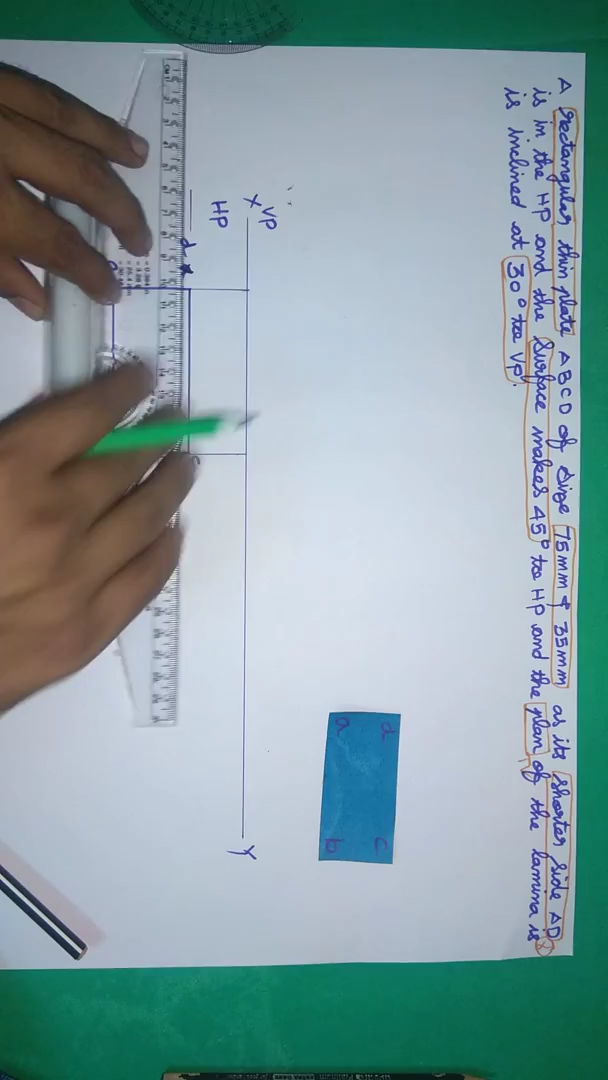 A rectangular thin plate ABCD of size 75mm & 35mm as its shorter side AD
is in the HP and the surface makes 45° to HP and the plan of the lamina is
is inclined at 30° to VP.
VP
X Y
HP
d
c
d c
a b